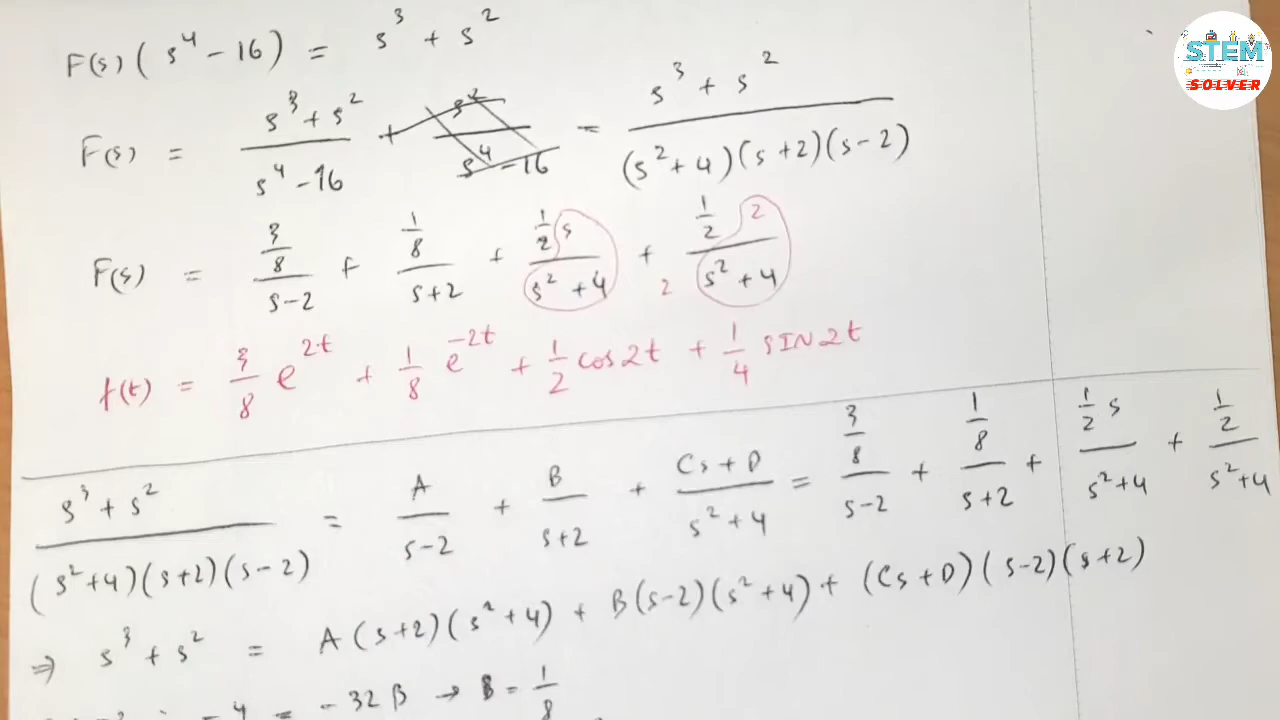 STEM
SOLVER
F(s)(s⁴ – 16) = s³ + s²
F(s) = (s³ + s²)/(s⁴ – 16) + s²/(s⁴ – 16) = (s³ + s²)/((s² + 4)(s + 2)(s – 2))
F(s) = (3/8)/(s – 2) + (1/8)/(s + 2) + (1/2 s)/(s² + 4) + (1/2 2)/(2 s² + 4)
f(t) = 3/8 e^(2t) + 1/8 e^(–2t) + 1/2 cos 2t + 1/4 SIN 2t
(s³ + s²)/((s² + 4)(s + 2)(s – 2)) = A/(s – 2) + B/(s + 2) + (Cs + D)/(s² + 4) = (3/8)/(s – 2) + (1/8)/(s + 2) + (1/2 s)/(s² + 4) + (1/2)/(s² + 4)
⇒ s³ + s² = A(s + 2)(s² + 4) + B(s – 2)(s² + 4) + (Cs + D)(s – 2)(s + 2)
– 4 = – 32 B → B = 1/8